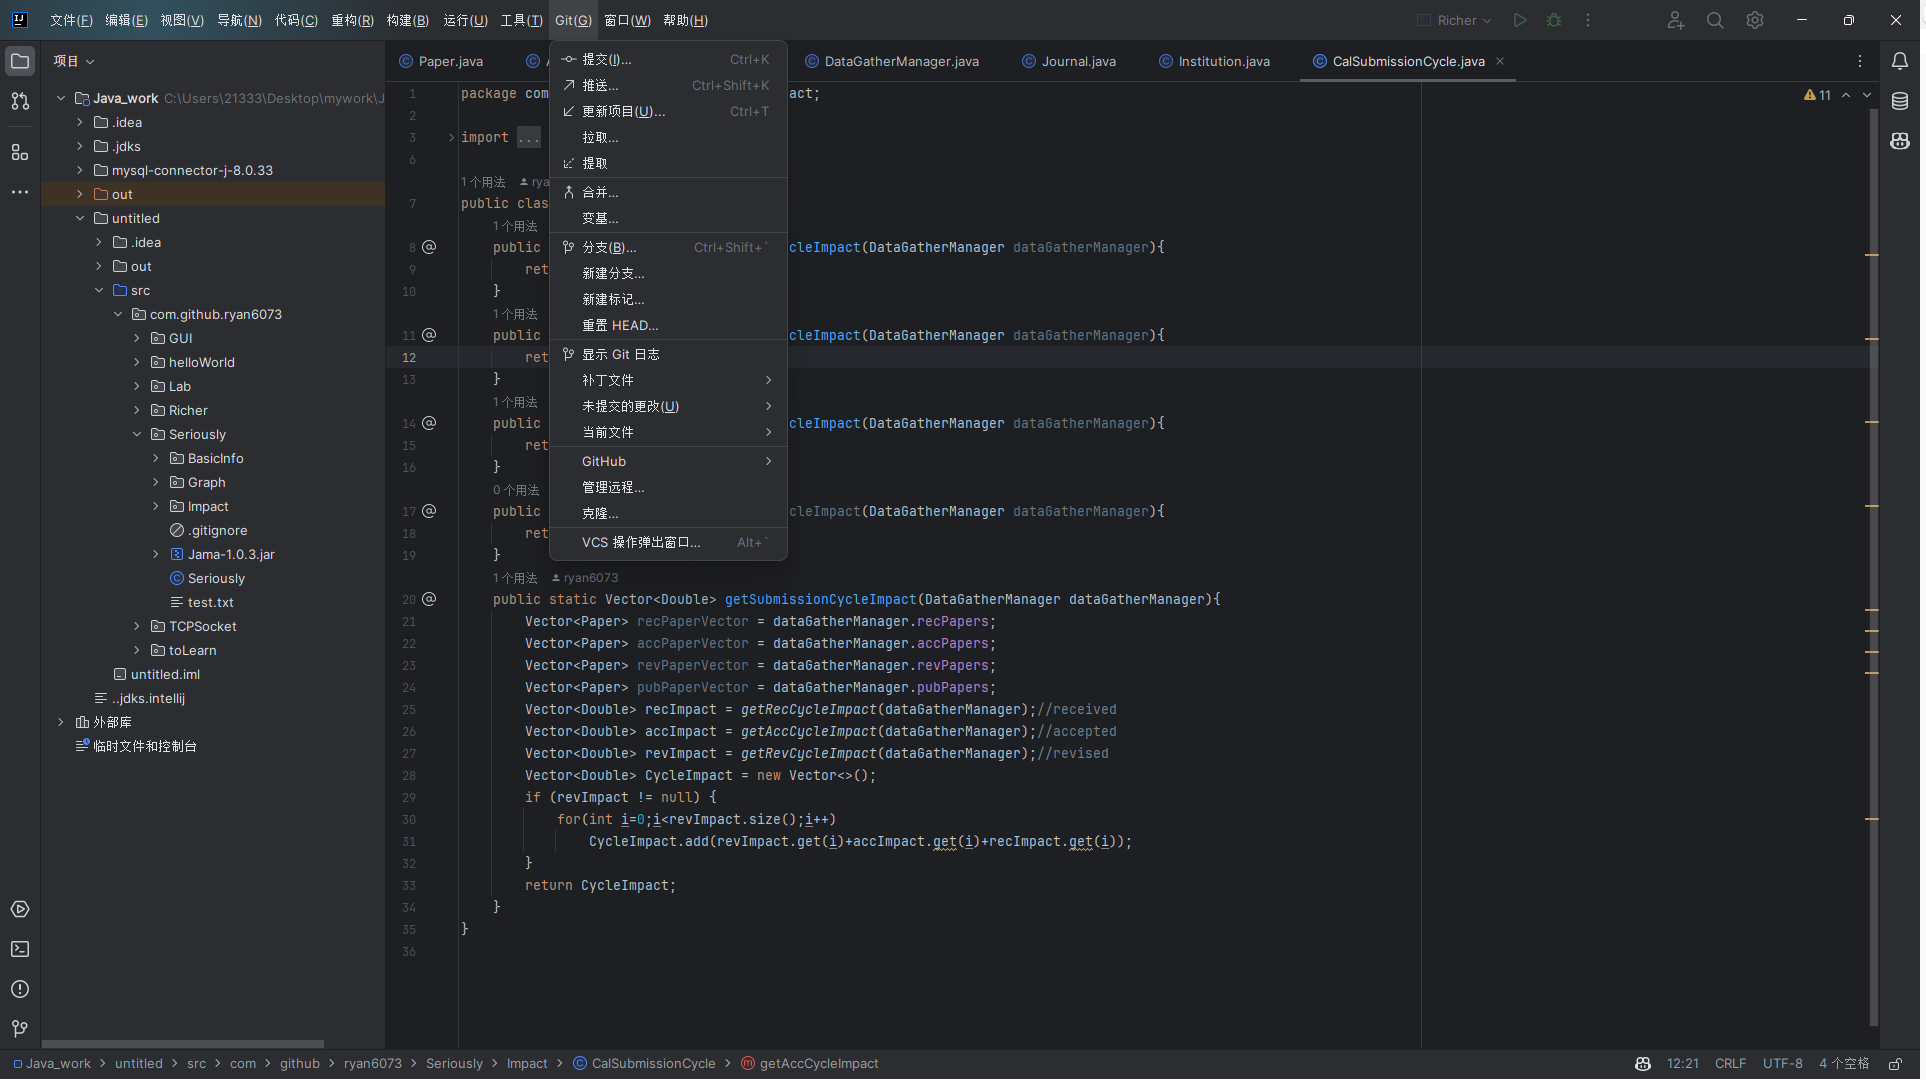 文件(F) 编辑(E) 视图(V) 导航(N) 代码(C) 重构(R) 构建(B) 运行(U) 工具(T) Git(G) 窗口(W) 帮助(H) Richer
项目
Java_work C:\Users\21333\Desktop\mywork\J
.idea
.jdks
mysql-connector-j-8.0.33
out
untitled
.idea
out
src
com.github.ryan6073
GUI
helloWorld
Lab
Richer
Seriously
BasicInfo
Graph
Impact
.gitignore
Jama-1.0.3.jar
Seriously
test.txt
TCPSocket
toLearn
untitled.iml
..jdks.intellij
外部库
临时文件和控制台
Paper.java DataGatherManager.java Journal.java Institution.java CalSubmissionCycle.java
提交(I)... Ctrl+K
推送... Ctrl+Shift+K
更新项目(U)... Ctrl+T
拉取...
提取
合并...
变基...
分支(B)... Ctrl+Shift+`
新建分支...
新建标记...
重置 HEAD...
显示 Git 日志
补丁文件
未提交的更改(U)
当前文件
GitHub
管理远程...
克隆...
VCS 操作弹出窗口... Alt+`
11
1 package com act;
2
3 import ...
6
1 个用法 rya
7 public clas
1 个用法
8 public cleImpact(DataGatherManager dataGatherManager){
9 ret
10 }
1 个用法
11 public cleImpact(DataGatherManager dataGatherManager){
12 ret
13 }
1 个用法
14 public cleImpact(DataGatherManager dataGatherManager){
15 ret
16 }
0 个用法
17 public cleImpact(DataGatherManager dataGatherManager){
18 ret
19 }
1 个用法 ryan6073
20 public static Vector<Double> getSubmissionCycleImpact(DataGatherManager dataGatherManager){
21 Vector<Paper> recPaperVector = dataGatherManager.recPapers;
22 Vector<Paper> accPaperVector = dataGatherManager.accPapers;
23 Vector<Paper> revPaperVector = dataGatherManager.revPapers;
24 Vector<Paper> pubPaperVector = dataGatherManager.pubPapers;
25 Vector<Double> recImpact = getRecCycleImpact(dataGatherManager);//received
26 Vector<Double> accImpact = getAccCycleImpact(dataGatherManager);//accepted
27 Vector<Double> revImpact = getRevCycleImpact(dataGatherManager);//revised
28 Vector<Double> CycleImpact = new Vector<>();
29 if (revImpact != null) {
30 for(int i=0;i<revImpact.size();i++)
31 CycleImpact.add(revImpact.get(i)+accImpact.get(i)+recImpact.get(i));
32 }
33 return CycleImpact;
34 }
35 }
36
Java_work > untitled > src > com > github > ryan6073 > Seriously > Impact > CalSubmissionCycle > getAccCycleImpact 12:21 CRLF UTF-8 4 个空格